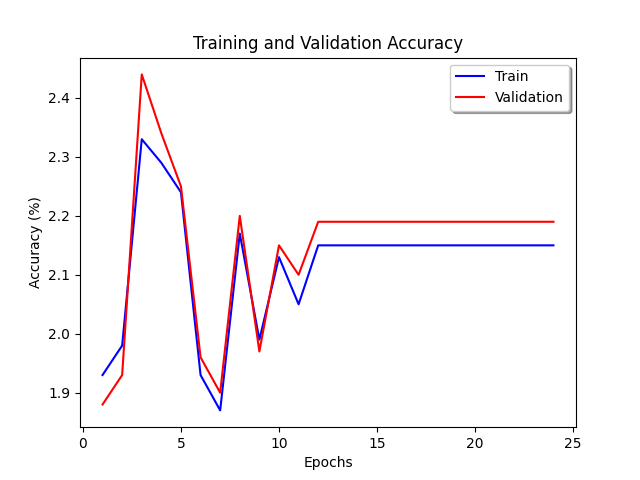 Training and Validation Accuracy
Train
Validation
2.4
2.3
2.2
2.1
2.0
1.9
Accuracy (%)
0 5 10 15 20 25
Epochs